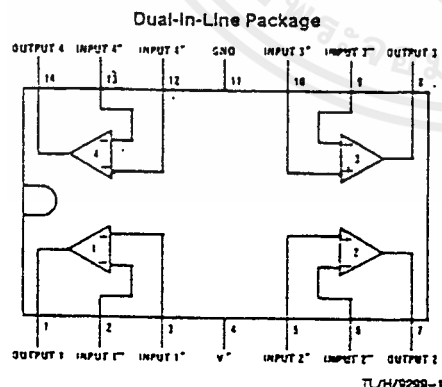 Dual-In-Line Package
OUTPUT 4 INPUT 4⁻ INPUT 4⁺ GND INPUT 3⁺ INPUT 3⁻ OUTPUT 3
14 13 12 11 10 9 8
4 3
1 2
1 2 3 4 5 6 7
OUTPUT 1 INPUT 1⁻ INPUT 1⁺ V⁺ INPUT 2⁺ INPUT 2⁻ OUTPUT 2
TL/H/9299-1